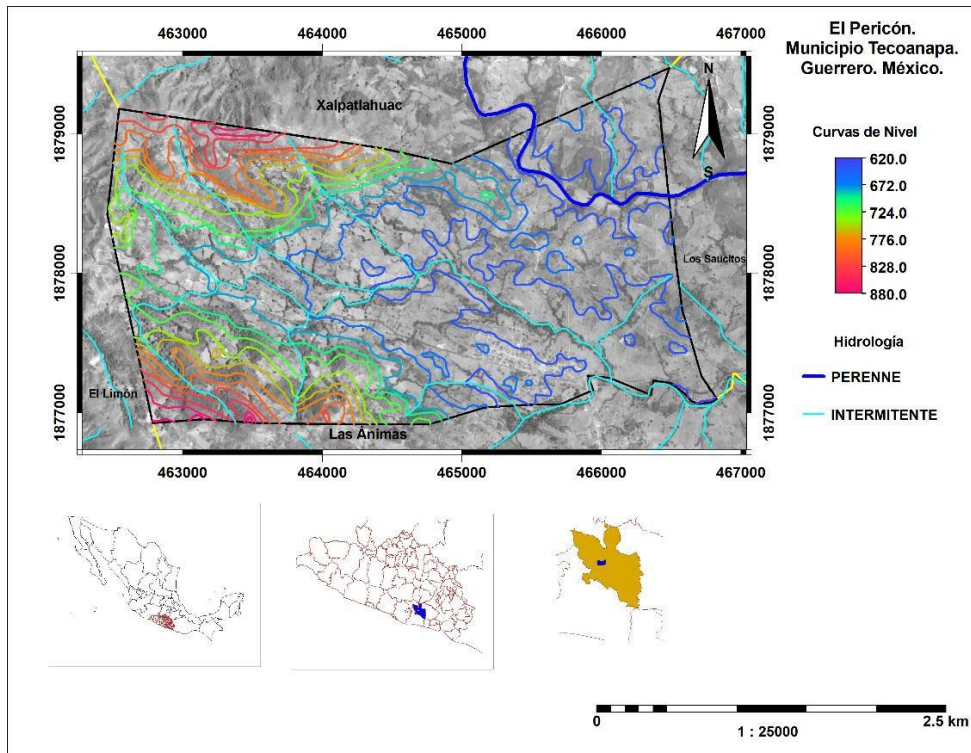 463000
464000
465000
466000
467000
El Pericón.
Municipio Tecoanapa.
Guerrero. México.
N
Xalpatlahuac
1879000
1879000
Curvas de Nivel
620.0
672.0
724.0
776.0
828.0
880.0
S
Los Saucitos
1878000
1878000
Hidrología
PERENNE
INTERMITENTE
El Limón
Las Ánimas
1877000
1877000
463000
464000
465000
466000
467000
0
2.5 km
1 : 25000